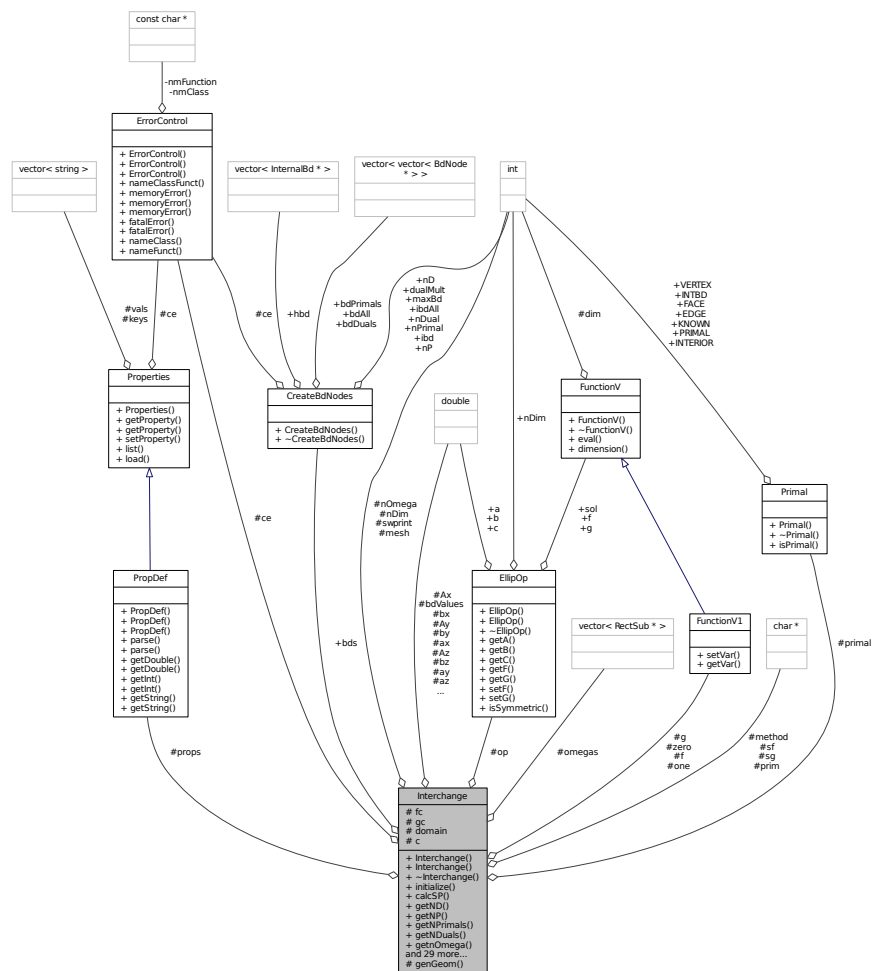 const char *
-nmFunction
-nmClass
ErrorControl
+ ErrorControl()
+ ErrorControl()
+ ErrorControl()
+ nameClassFunct()
+ memoryError()
+ memoryError()
+ memoryError()
+ fatalError()
+ fatalError()
+ nameClass()
+ nameFunct()
vector< string >
vector< InternalBd * >
vector< vector< BdNode
* > >
int
#vals
#keys
#ce
#ce
+hbd
+bdPrimals
+bdAll
+bdDuals
+nD
+dualMult
+maxBd
+ibdAll
+nDual
+nPrimal
+ibd
+nP
#dim
+VERTEX
+INTBD
+FACE
+EDGE
+KNOWN
+PRIMAL
+INTERIOR
Properties
+ Properties()
+ getProperty()
+ getProperty()
+ setProperty()
+ list()
+ load()
CreateBdNodes
+ CreateBdNodes()
+ ~CreateBdNodes()
double
+nDim
FunctionV
+ FunctionV()
+ ~FunctionV()
+ eval()
+ dimension()
Primal
+ Primal()
+ ~Primal()
+ isPrimal()
#ce
#nOmega
#nDim
#swprint
#mesh
+a
+b
+c
+sol
+f
+g
PropDef
+ PropDef()
+ PropDef()
+ PropDef()
+ parse()
+ parse()
+ getDouble()
+ getDouble()
+ getInt()
+ getInt()
+ getString()
+ getString()
+bds
#Ax
#bdValues
#bx
#Ay
#by
#ax
#Az
#bz
#ay
#az
...
EllipOp
+ EllipOp()
+ EllipOp()
+ ~EllipOp()
+ getA()
+ getB()
+ getC()
+ getF()
+ getG()
+ setF()
+ setG()
+ isSymmetric()
vector< RectSub * >
FunctionV1
+ setVar()
+ getVar()
char *
#primal
#props
#op
#omegas
#g
#zero
#f
#one
#method
#sf
#sg
#prim
Interchange
# fc
# gc
# domain
# c
+ Interchange()
+ Interchange()
+ ~Interchange()
+ initialize()
+ calcSP()
+ getND()
+ getNP()
+ getNPrimals()
+ getNDuals()
+ getnOmega()
and 29 more...
# genGeom()